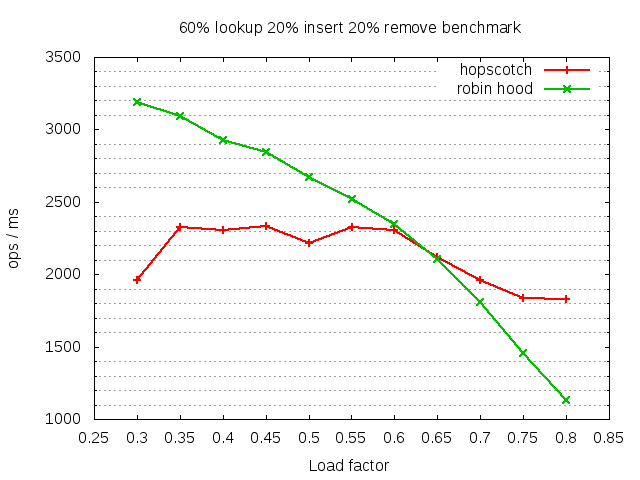 60% lookup 20% insert 20% remove benchmark
3500
3000
2500
2000
1500
1000
ops / ms
hopscotch
robin hood
0.25 0.3 0.35 0.4 0.45 0.5 0.55 0.6 0.65 0.7 0.75 0.8 0.85
Load factor